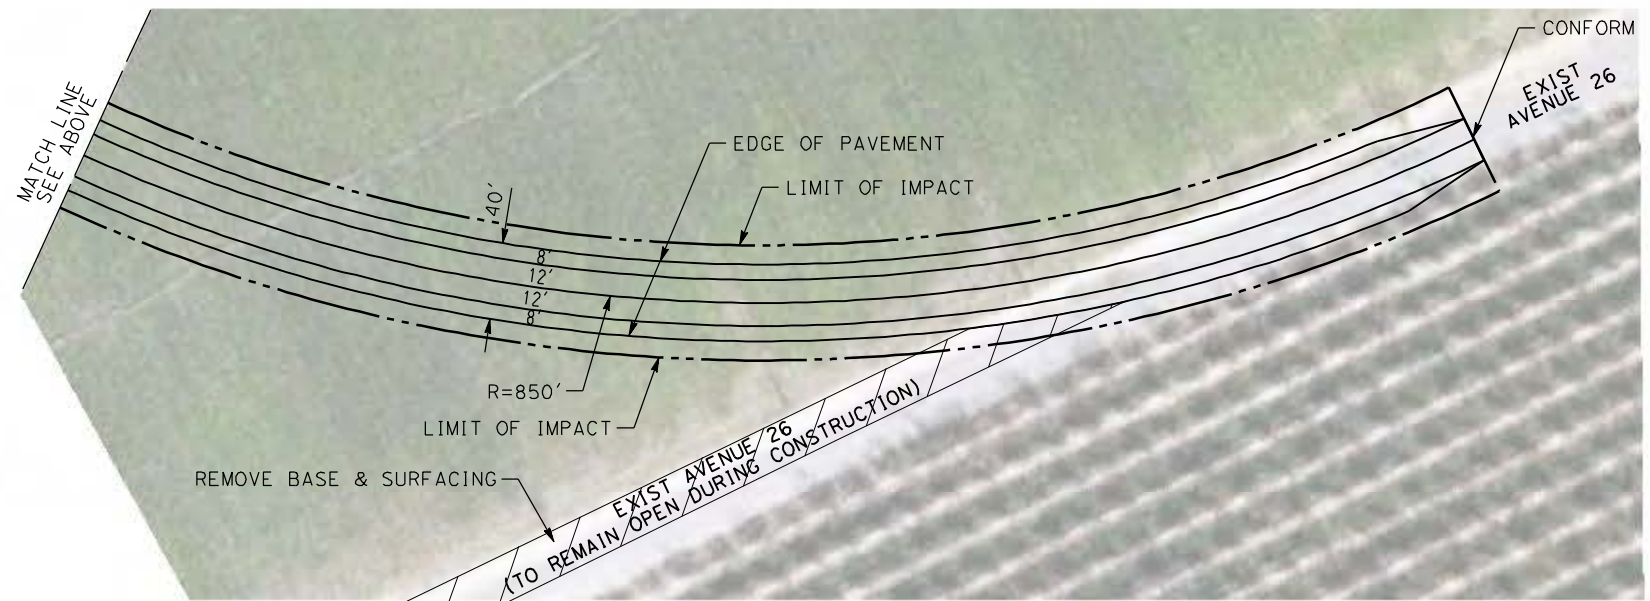 CONFORM
EXIST
AVENUE 26
MATCH LINE
SEE ABOVE
EDGE OF PAVEMENT
LIMIT OF IMPACT
40'
8'
12'
12'
8'
R=850'
LIMIT OF IMPACT
REMOVE BASE & SURFACING
EXIST AVENUE 26
(TO REMAIN OPEN DURING CONSTRUCTION)